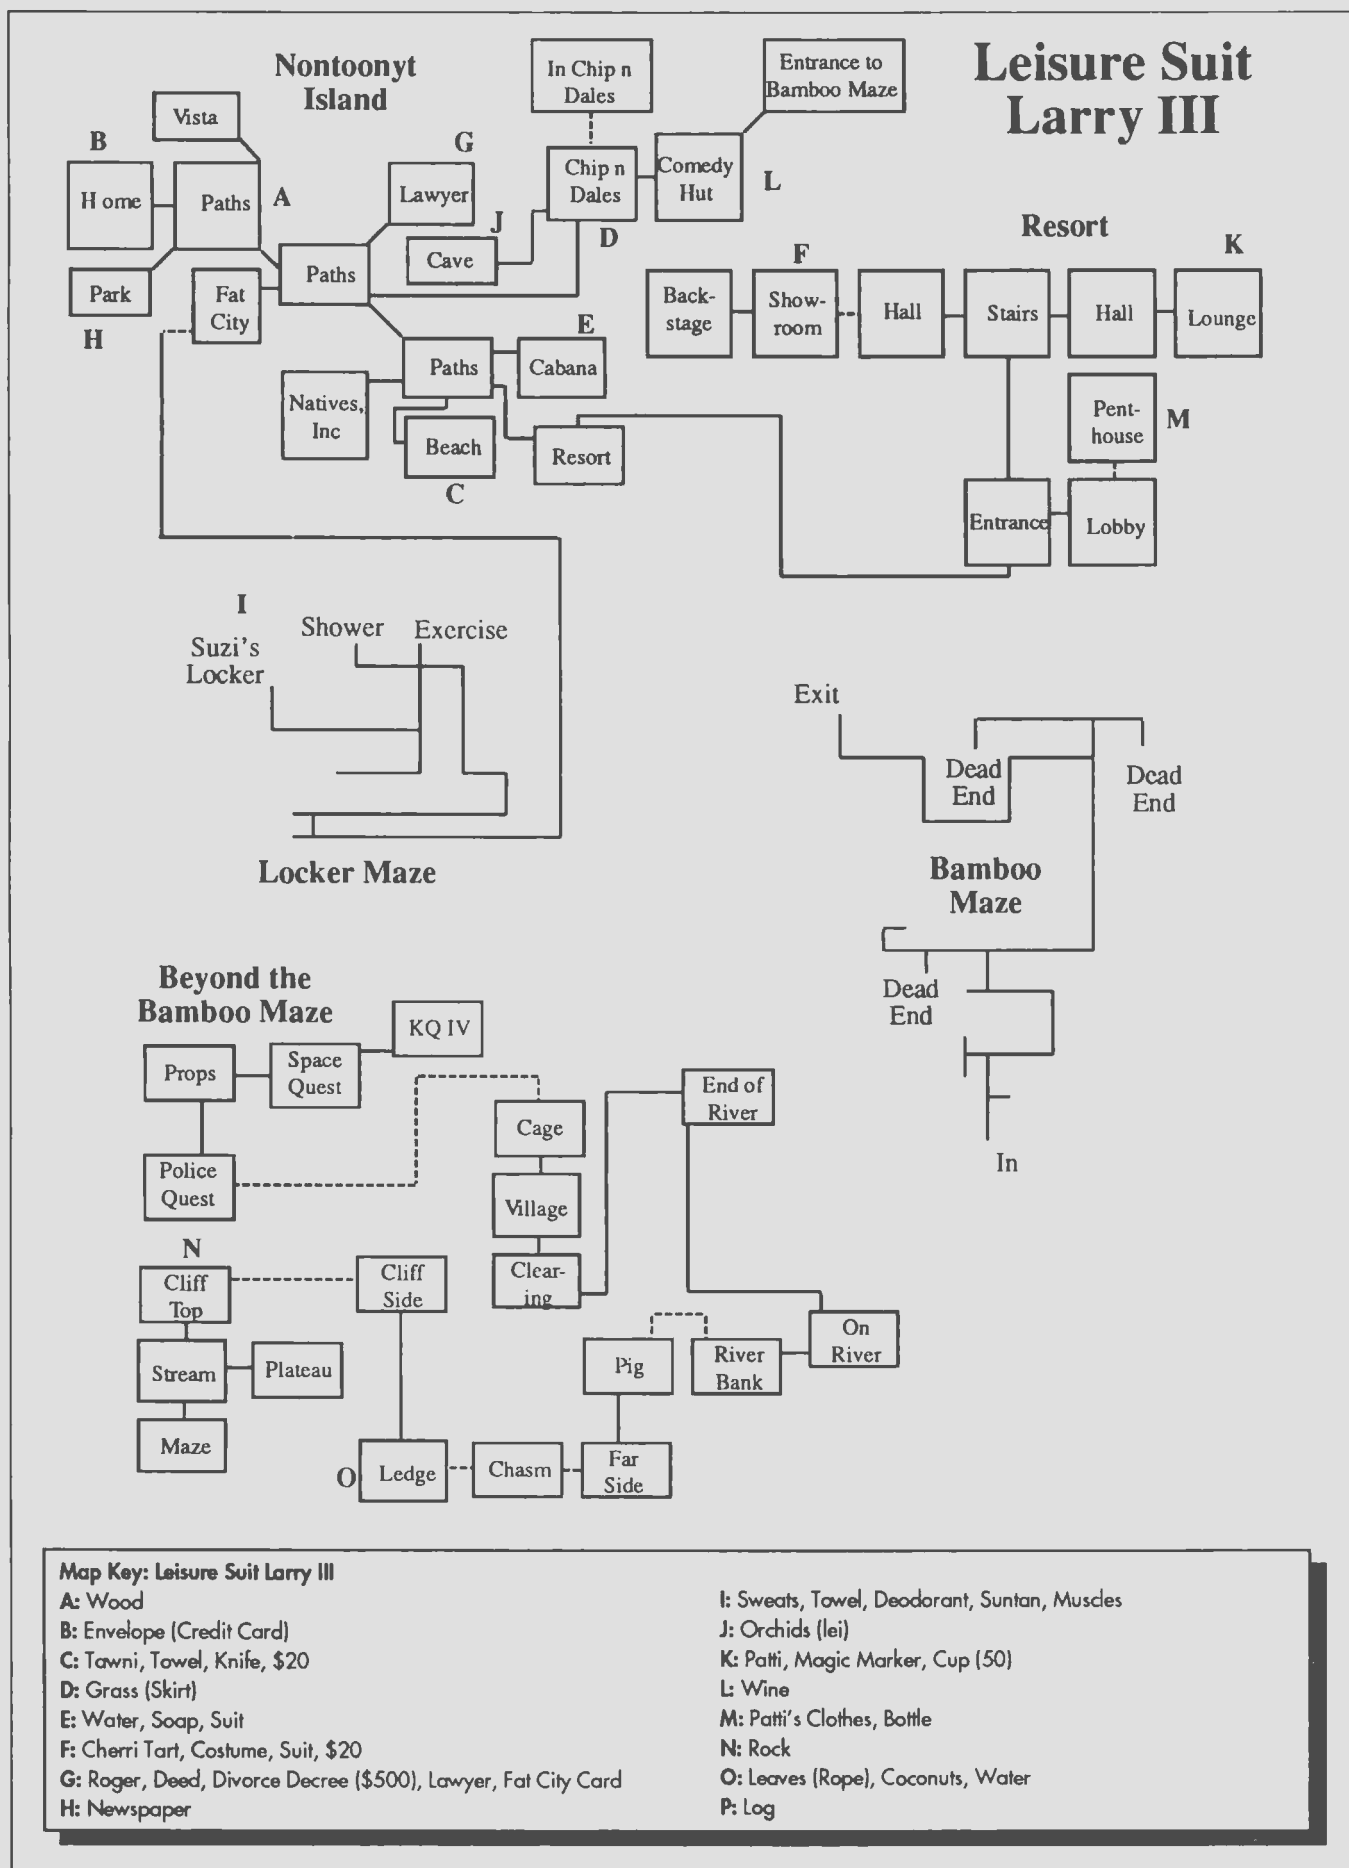 Leisure Suit
Larry III
Nontoonyt
Island
In Chip n
Dales
Entrance to
Bamboo Maze
Vista
B
G
Home
Paths
A
Lawyer
Chip n
Dales
Comedy
Hut
L
J
D
Cave
Paths
Park
Fat
City
H
E
Paths
Cabana
Natives,
Inc
Beach
Resort
C
Resort
F
K
Back-
stage
Show-
room
Hall
Stairs
Hall
Lounge
Pent-
house
M
Entrance
Lobby
I
Suzi's
Locker
Shower
Exercise
Locker Maze
Exit
Dead
End
Dead
End
Bamboo
Maze
Dead
End
In
Beyond the
Bamboo Maze
KQ IV
Props
Space
Quest
Police
Quest
Cage
End of
River
Village
N
Cliff
Top
Cliff
Side
Clear-
ing
On
River
Stream
Plateau
Pig
River
Bank
Maze
O
Ledge
Chasm
Far
Side
Map Key: Leisure Suit Larry III
A: Wood
B: Envelope (Credit Card)
C: Tawni, Towel, Knife, $20
D: Grass (Skirt)
E: Water, Soap, Suit
F: Cherri Tart, Costume, Suit, $20
G: Roger, Deed, Divorce Decree ($500), Lawyer, Fat City Card
H: Newspaper
I: Sweats, Towel, Deodorant, Suntan, Muscles
J: Orchids (lei)
K: Patti, Magic Marker, Cup (50)
L: Wine
M: Patti's Clothes, Bottle
N: Rock
O: Leaves (Rope), Coconuts, Water
P: Log